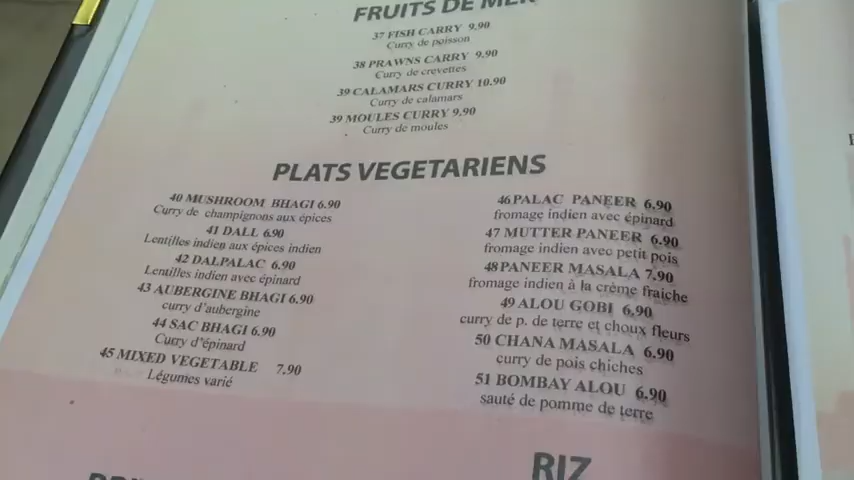 FRUITS DE MER
37 FISH CARRY 9.90
Curry de poisson
38 PRAWNS CARRY 9.90
Curry de crevettes
39 CALAMARS CURRY 10.90
Curry de calamars
39 MOULES CURRY 9.90
Curry de moules
PLATS VEGETARIENS
40 MUSHROOM BHAGI 6.90
Curry de champignons aux épices
41 DALL 6.90
Lentilles indien aux épices indien
42 DALPALAC 6.90
Lentilles indien avec épinard
43 AUBERGINE BHAGI 6.90
curry d'aubergine
44 SAC BHAGI 6.90
Curry d'épinard
45 MIXED VEGETABLE 7.90
Légumes varié
46 PALAC PANEER 6.90
fromage indien avec épinard
47 MUTTER PANEER 6.90
fromage indien avec petit pois
48 PANEER MASALA 7.90
fromage indien à la crème fraiche
49 ALOU GOBI 6.90
curry de p. de terre et choux fleurs
50 CHANA MASALA 6.90
curry de pois chiches
51 BOMBAY ALOU 6.90
sauté de pomme de terre
RIZ